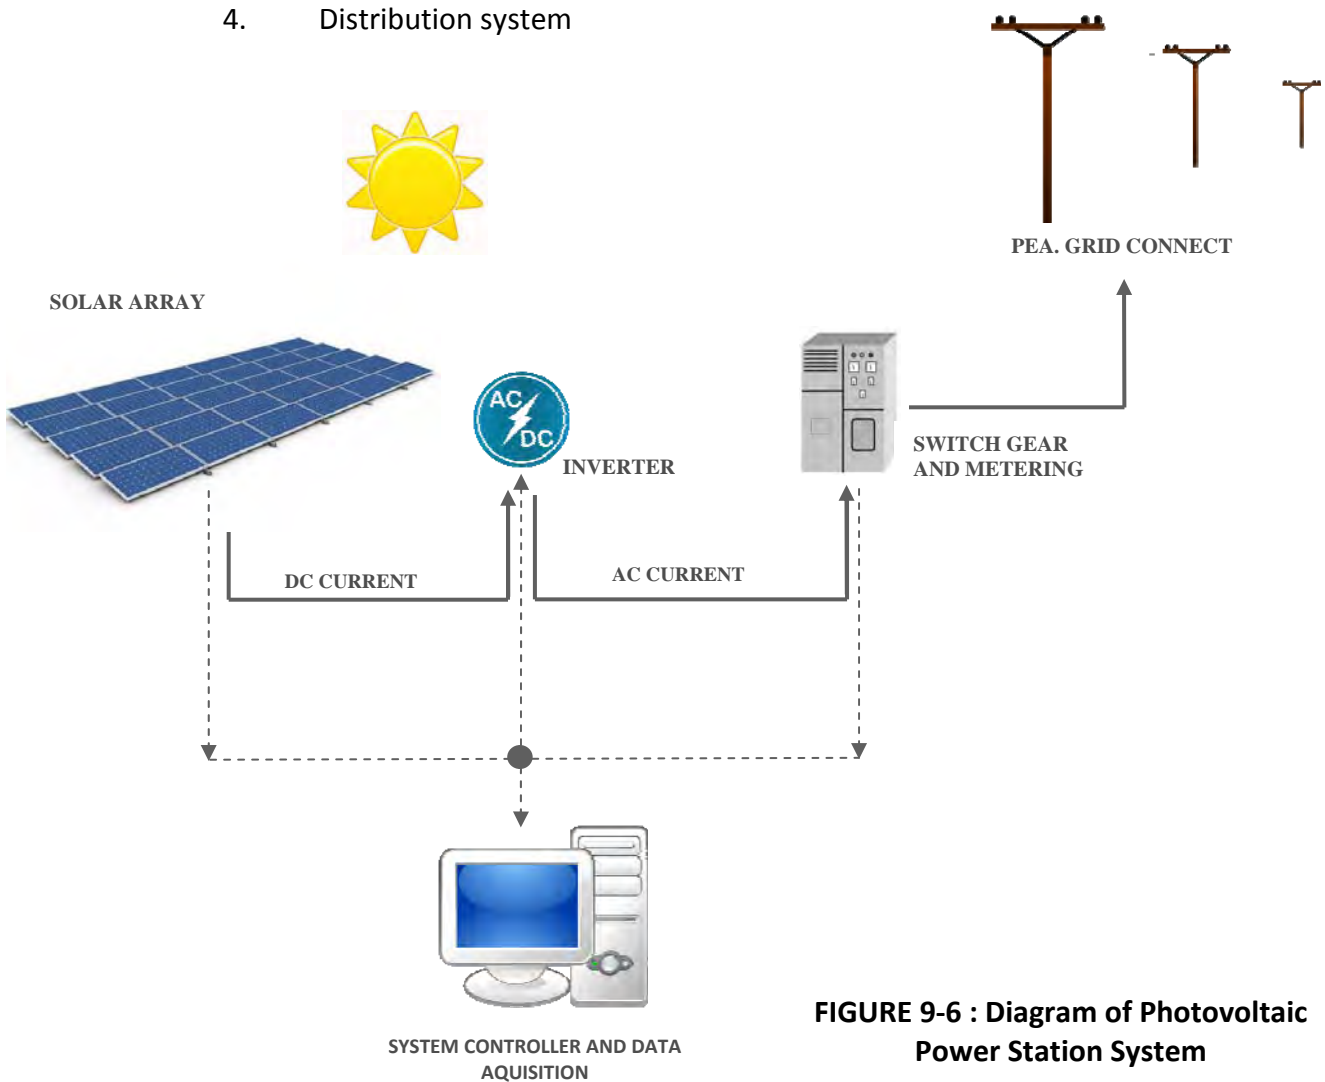 4. Distribution system
PEA. GRID CONNECT
SOLAR ARRAY
AC
DC
INVERTER
SWITCH GEAR
AND METERING
DC CURRENT
AC CURRENT
SYSTEM CONTROLLER AND DATA
AQUISITION
FIGURE 9-6 : Diagram of Photovoltaic
Power Station System